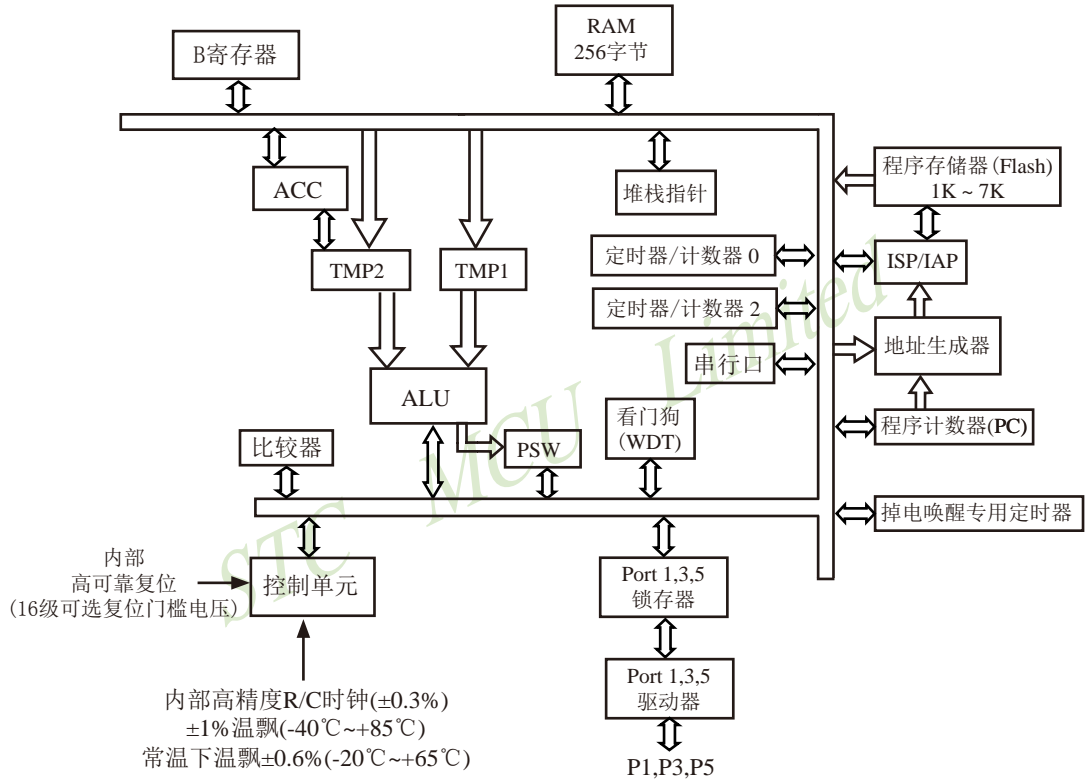 B寄存器
RAM
256字节
ACC
堆栈指针
程序存储器(Flash)
1K ~ 7K
TMP2
TMP1
定时器/计数器 0
ISP/IAP
定时器/计数器 2
地址生成器
串行口
ALU
看门狗
(WDT)
程序计数器(PC)
比较器
PSW
掉电唤醒专用定时器
内部
高可靠复位
(16级可选复位门槛电压)
控制单元
Port 1,3,5
锁存器
Port 1,3,5
驱动器
内部高精度R/C时钟(±0.3%)
±1%温飘(-40℃~+85℃)
常温下温飘±0.6%(-20℃~+65℃)
P1,P3,P5
STC MCU Limited